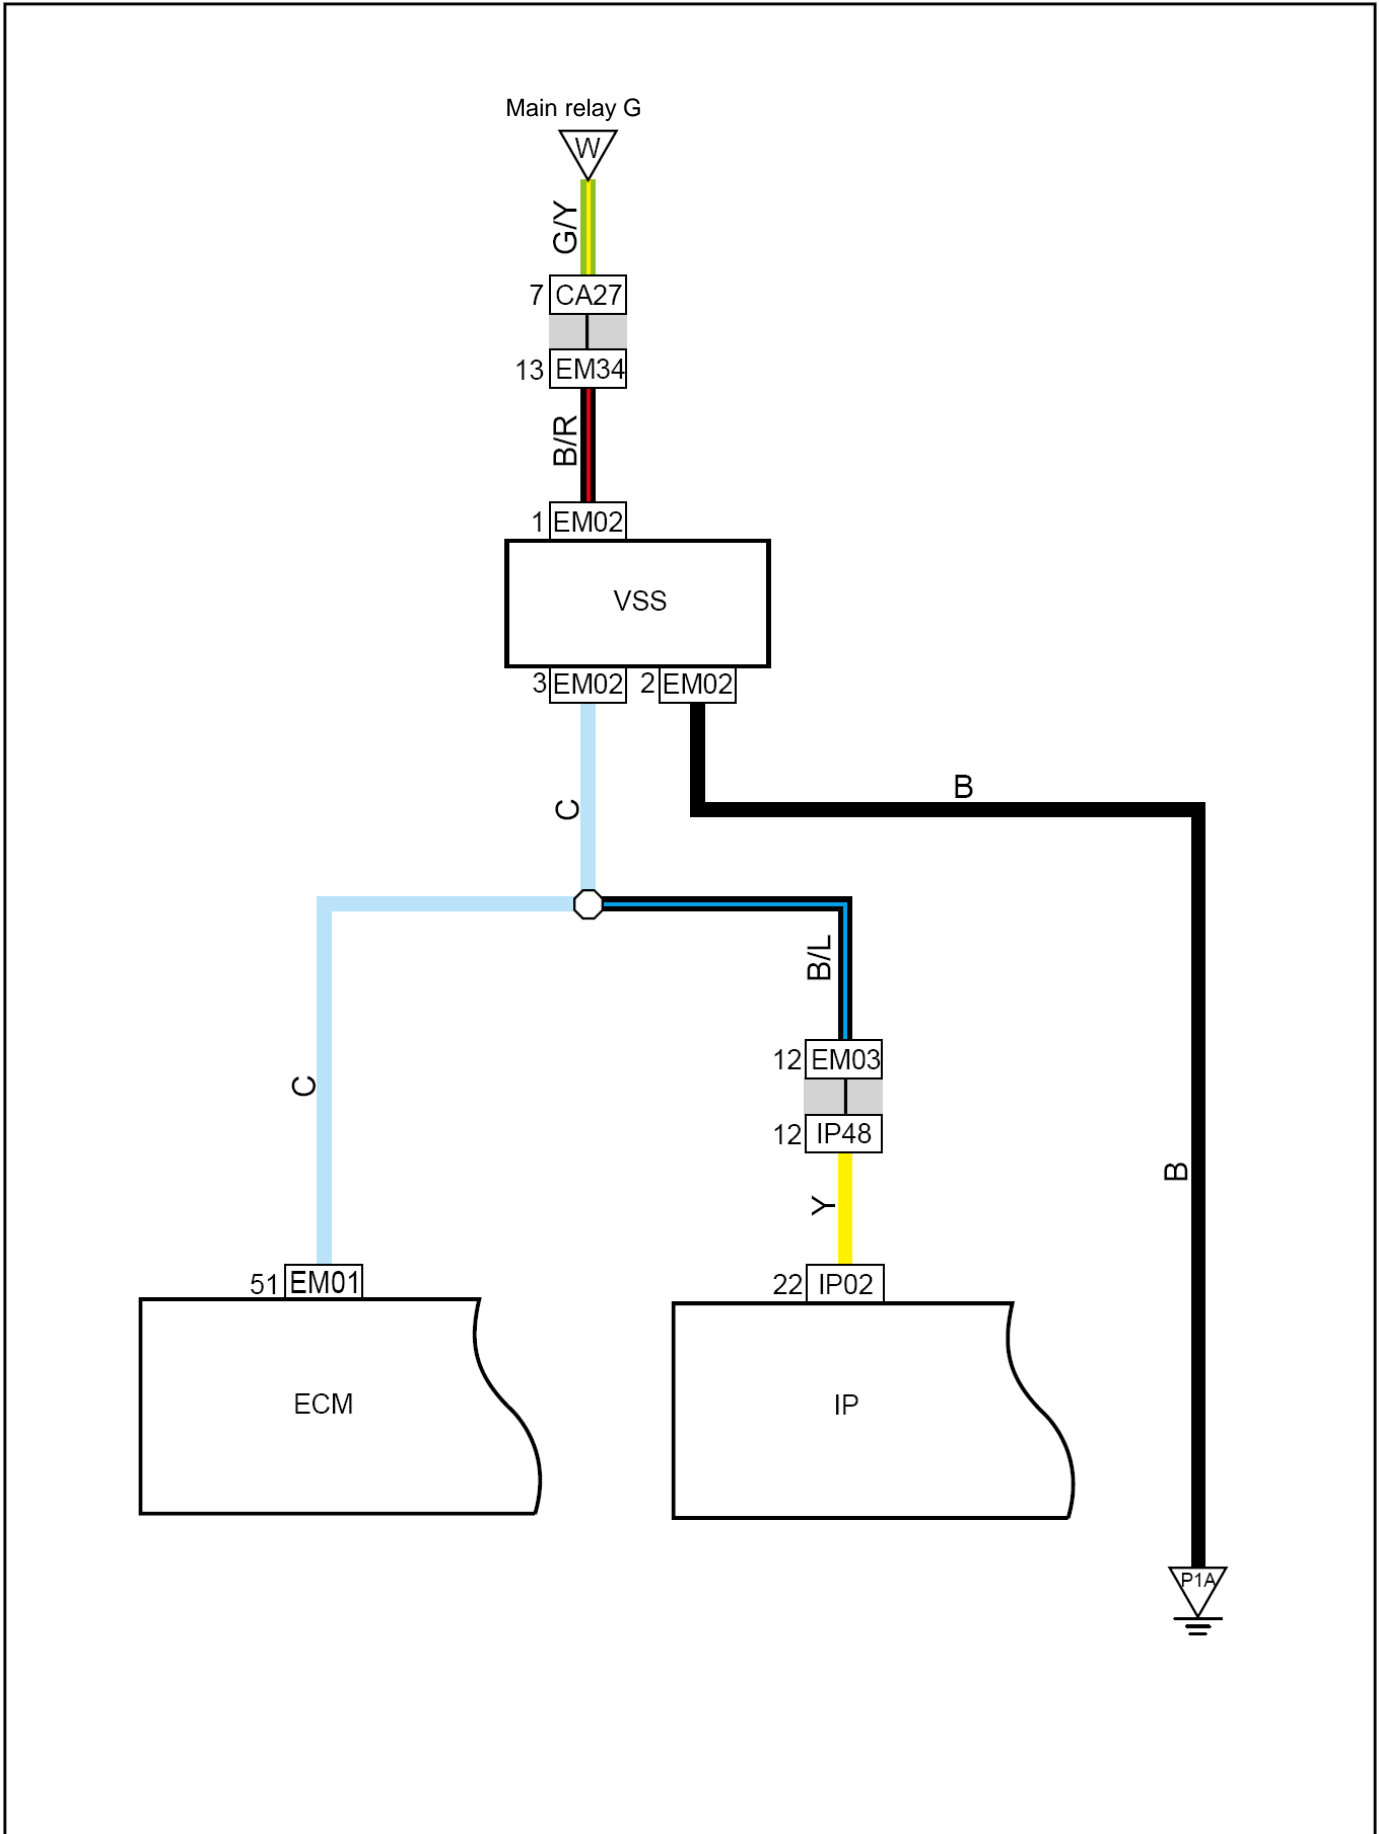 Main relay G
W
G/Y
7 CA27
13 EM34
B/R
1 EM02
VSS
3 EM02 2 EM02
B
C
B/L
12 EM03
C
12 IP48
B
Y
51 EM01 22 IP02
ECM IP
P1A